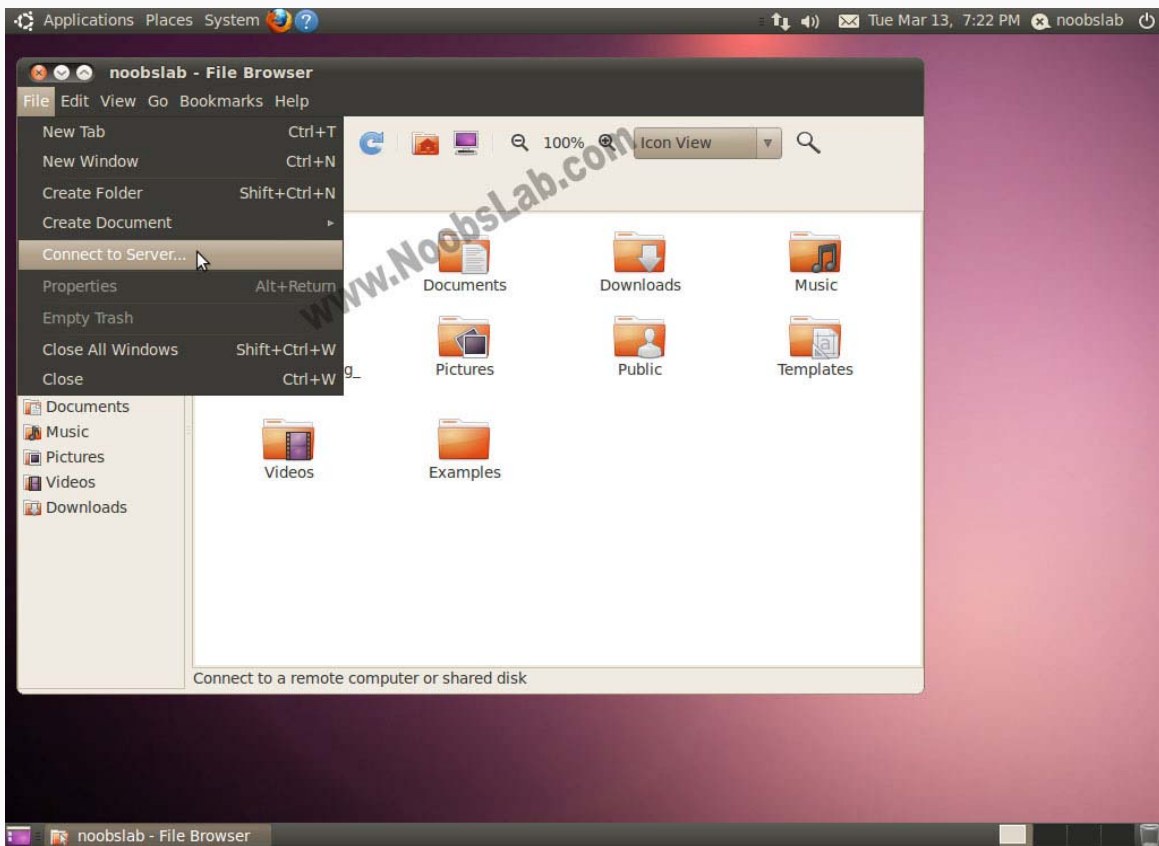 Applications Places System
Tue Mar 13, 7:22 PM noobslab
noobslab - File Browser
File Edit View Go Bookmarks Help
New Tab Ctrl+T
New Window Ctrl+N
Create Folder Shift+Ctrl+N
Create Document
Connect to Server...
Properties Alt+Return
Empty Trash
Close All Windows Shift+Ctrl+W
Close Ctrl+W
100% Icon View
www.NoobsLab.com
Documents Downloads Music
g_ Pictures Public Templates
Videos Examples
Documents
Music
Pictures
Videos
Downloads
Connect to a remote computer or shared disk
noobslab - File Browser